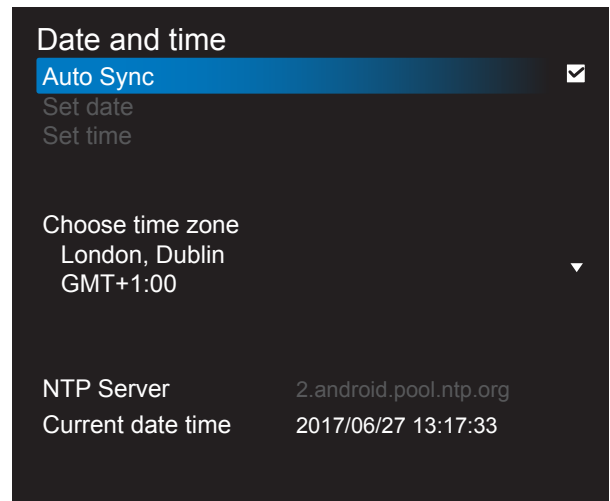 Date and time
Auto Sync
Set date
Set time
Choose time zone
London, Dublin
GMT+1:00
NTP Server 2.android.pool.ntp.org
Current date time 2017/06/27 13:17:33